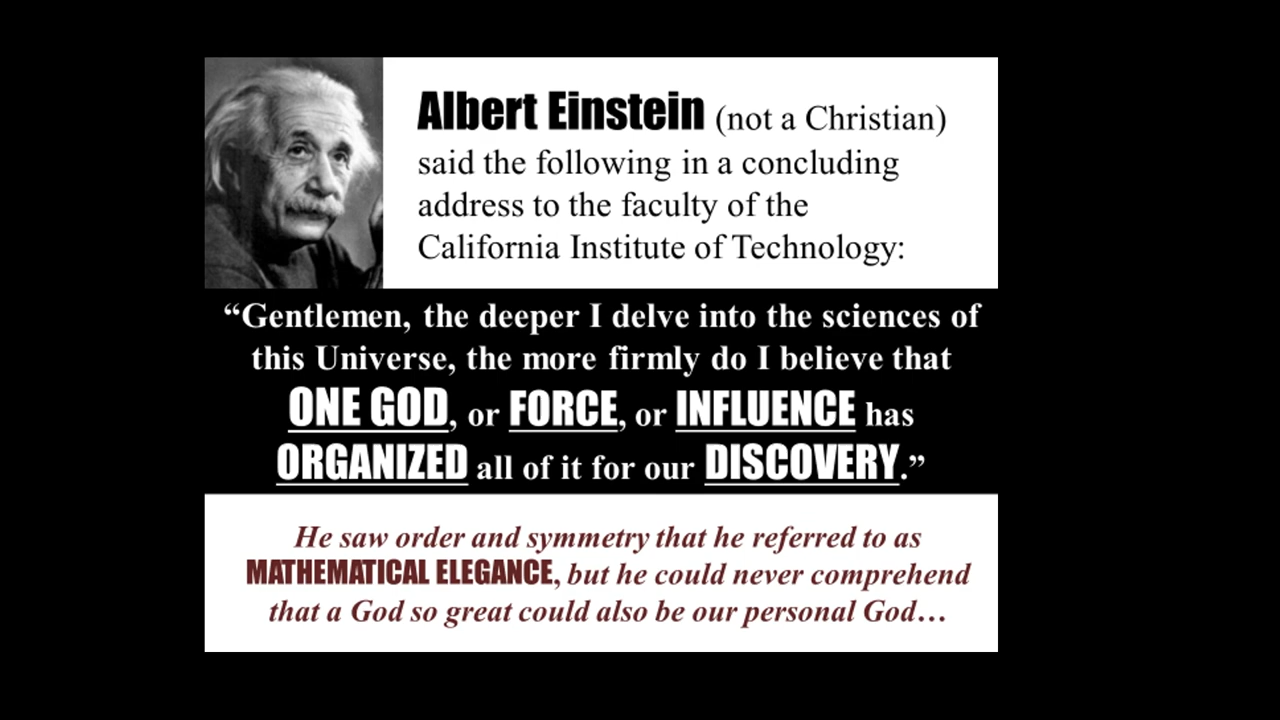 Albert Einstein (not a Christian)
said the following in a concluding
address to the faculty of the
California Institute of Technology:
“Gentlemen, the deeper I delve into the sciences of
this Universe, the more firmly do I believe that
ONE GOD, or FORCE, or INFLUENCE has
ORGANIZED all of it for our DISCOVERY.”
He saw order and symmetry that he referred to as
MATHEMATICAL ELEGANCE, but he could never comprehend
that a God so great could also be our personal God…